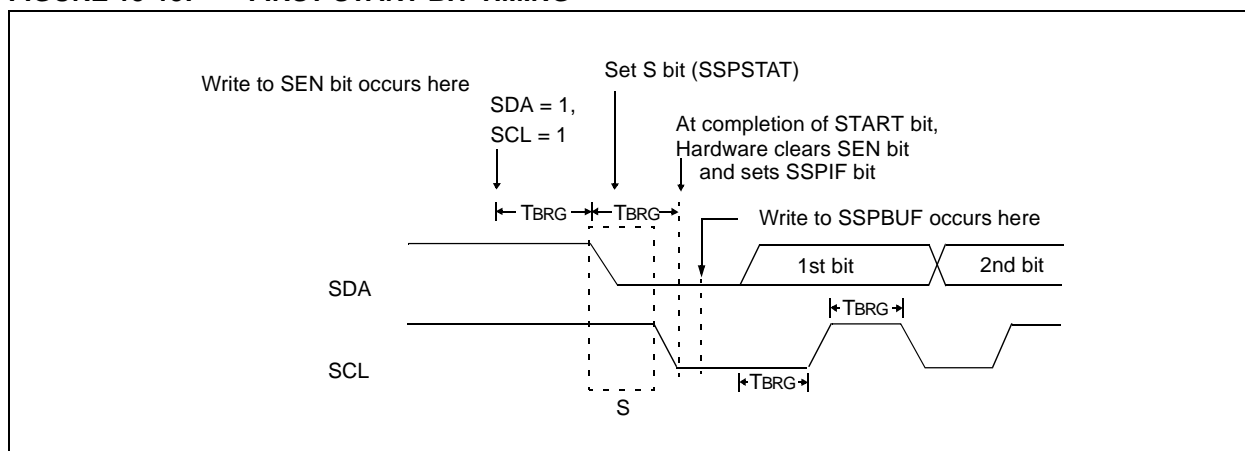 Write to SEN bit occurs here
Set S bit (SSPSTAT)
SDA = 1,
SCL = 1
At completion of START bit,
Hardware clears SEN bit
and sets SSPIF bit
TBRG
TBRG
Write to SSPBUF occurs here
1st bit
2nd bit
SDA
TBRG
SCL
TBRG
S